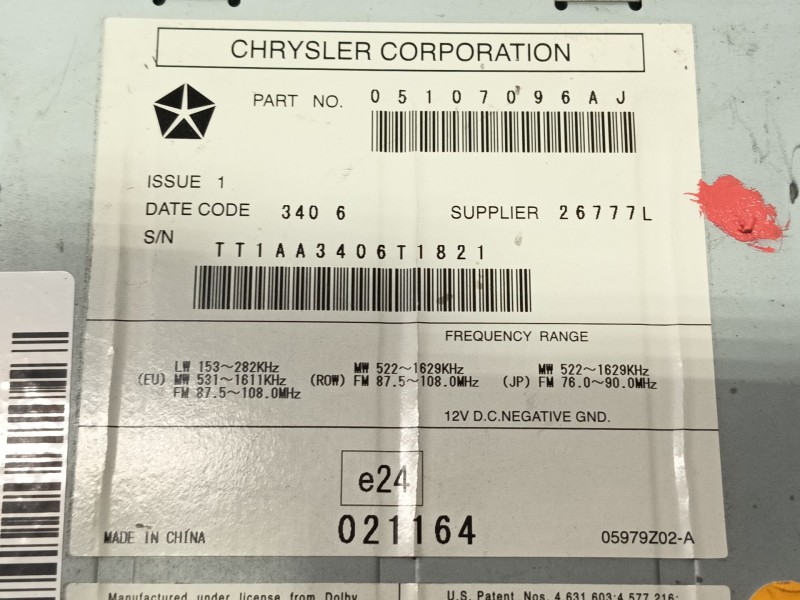 CHRYSLER CORPORATION
PART NO. 05107096AJ
ISSUE 1
DATE CODE 3406 SUPPLIER 26777L
S/N TT1AA3406T1821
FREQUENCY RANGE
LW 153~282KHz MW 522~1629KHz MW 522~1629KHz
(EU) MW 531~1611KHz (ROW) FM 87.5~108.0MHz (JP) FM 76.0~90.0MHz
FM 87.5~108.0MHz
12V D.C.NEGATIVE GND.
e24
021164
MADE IN CHINA 05979Z02-A
Manufactured under license from Dolby U.S. Patent Nos. 4,631,603;4,577,216;